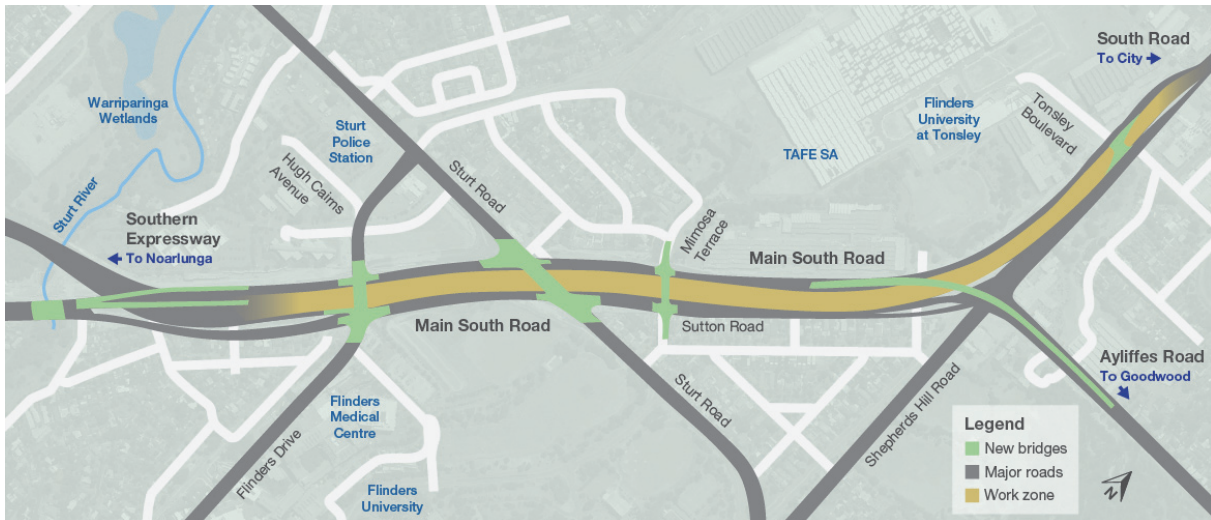 South Road
To City
Warriparinga
Wetlands
Sturt
Police
Station
Flinders
University
at Tonsley
Tonsley
Boulevard
TAFE SA
Hugh Cairns
Avenue
Sturt Road
Sturt River
Southern
Expressway
To Noarlunga
Mimosa
Terrace
Main South Road
Main South Road
Sutton Road
Ayliffes Road
To Goodwood
Flinders
Medical
Centre
Sturt Road
Shepherds Hill Road
Flinders Drive
Flinders
University
Legend
New bridges
Major roads
Work zone
N